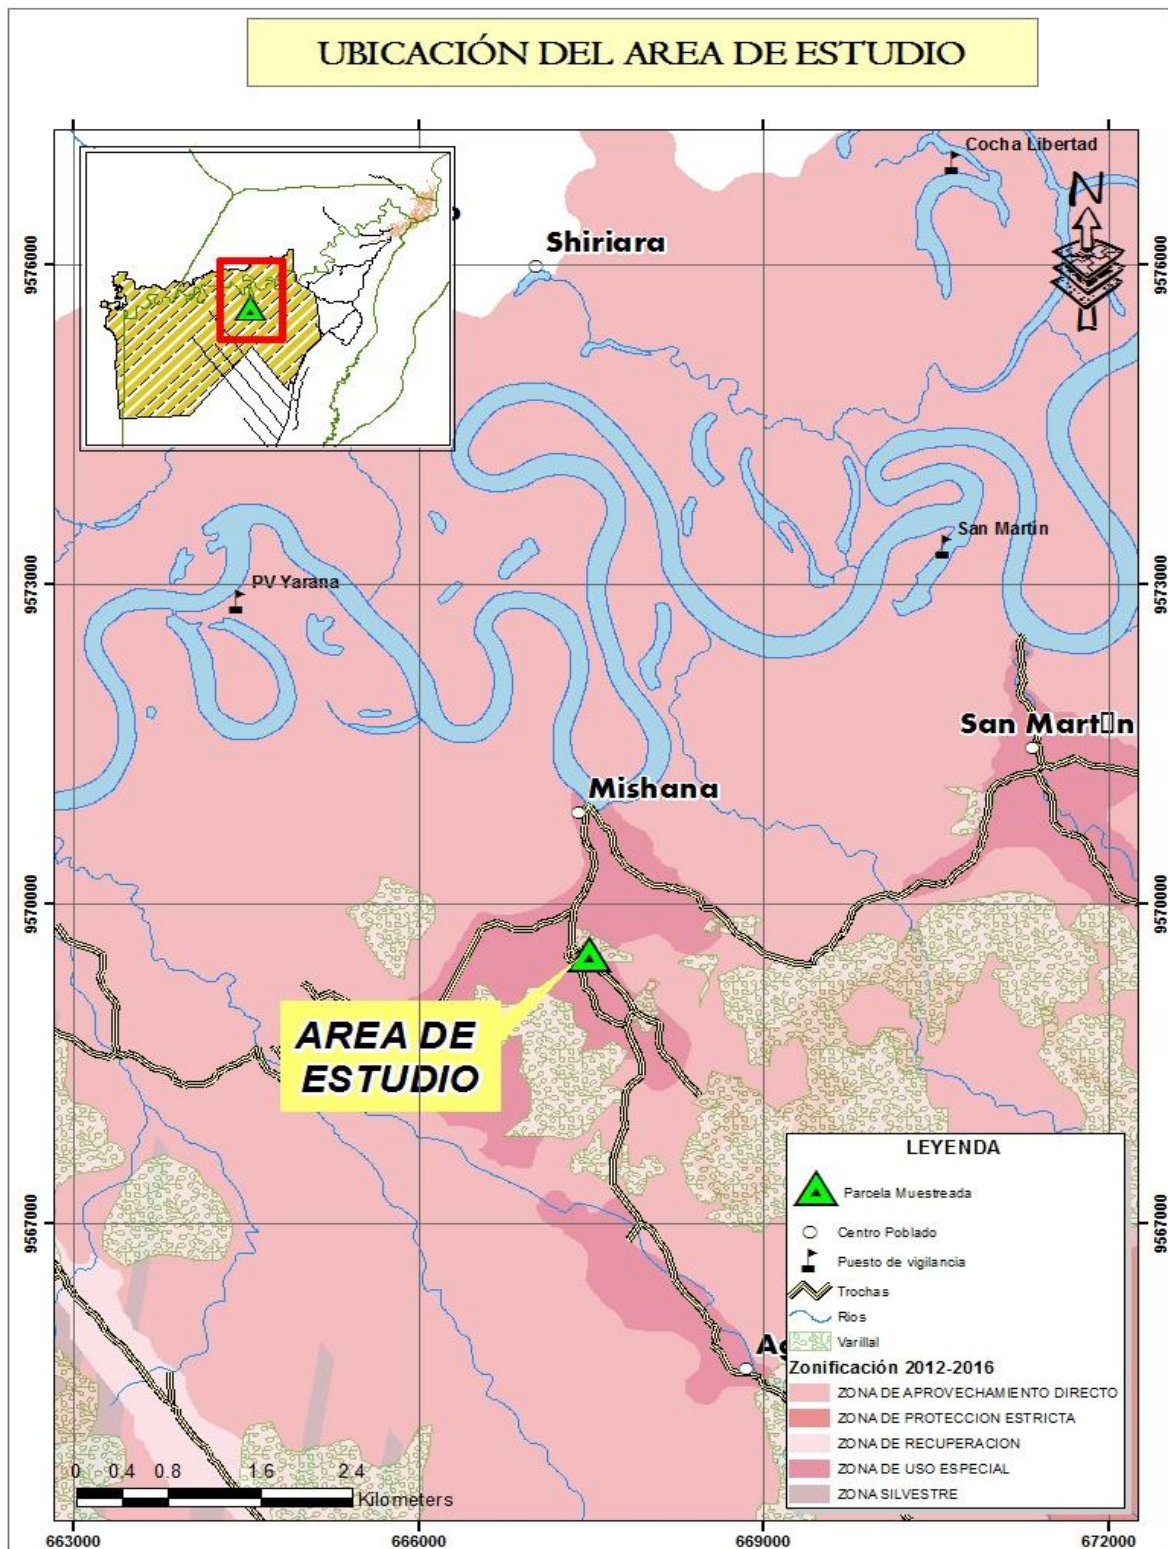 UBICACIÓN DEL AREA DE ESTUDIO
Cocha Libertad
N
Shiriara
9576000
9576000
San Martin
PV Yarana
9573000
9573000
San Mart▯n
Mishana
9570000
9570000
AREA DE
ESTUDIO
9567000
9567000
Ag
LEYENDA
Parcela Muestreada
Centro Poblado
Puesto de vigilancia
Trochas
Rios
Varillal
Zonificación 2012-2016
ZONA DE APROVECHAMIENTO DIRECTO
ZONA DE PROTECCION ESTRICTA
ZONA DE RECUPERACION
ZONA DE USO ESPECIAL
ZONA SILVESTRE
0 0.4 0.8 1.6 2.4
Kilometers
663000 666000 669000 672000